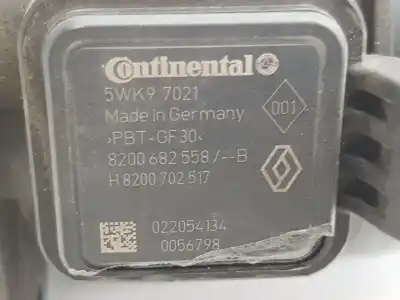 Continental
5WK9 7021
001
Made in Germany
>PBT-GF30<
8200 682 558 /--B
H 8200 702 517
022054134
0056798